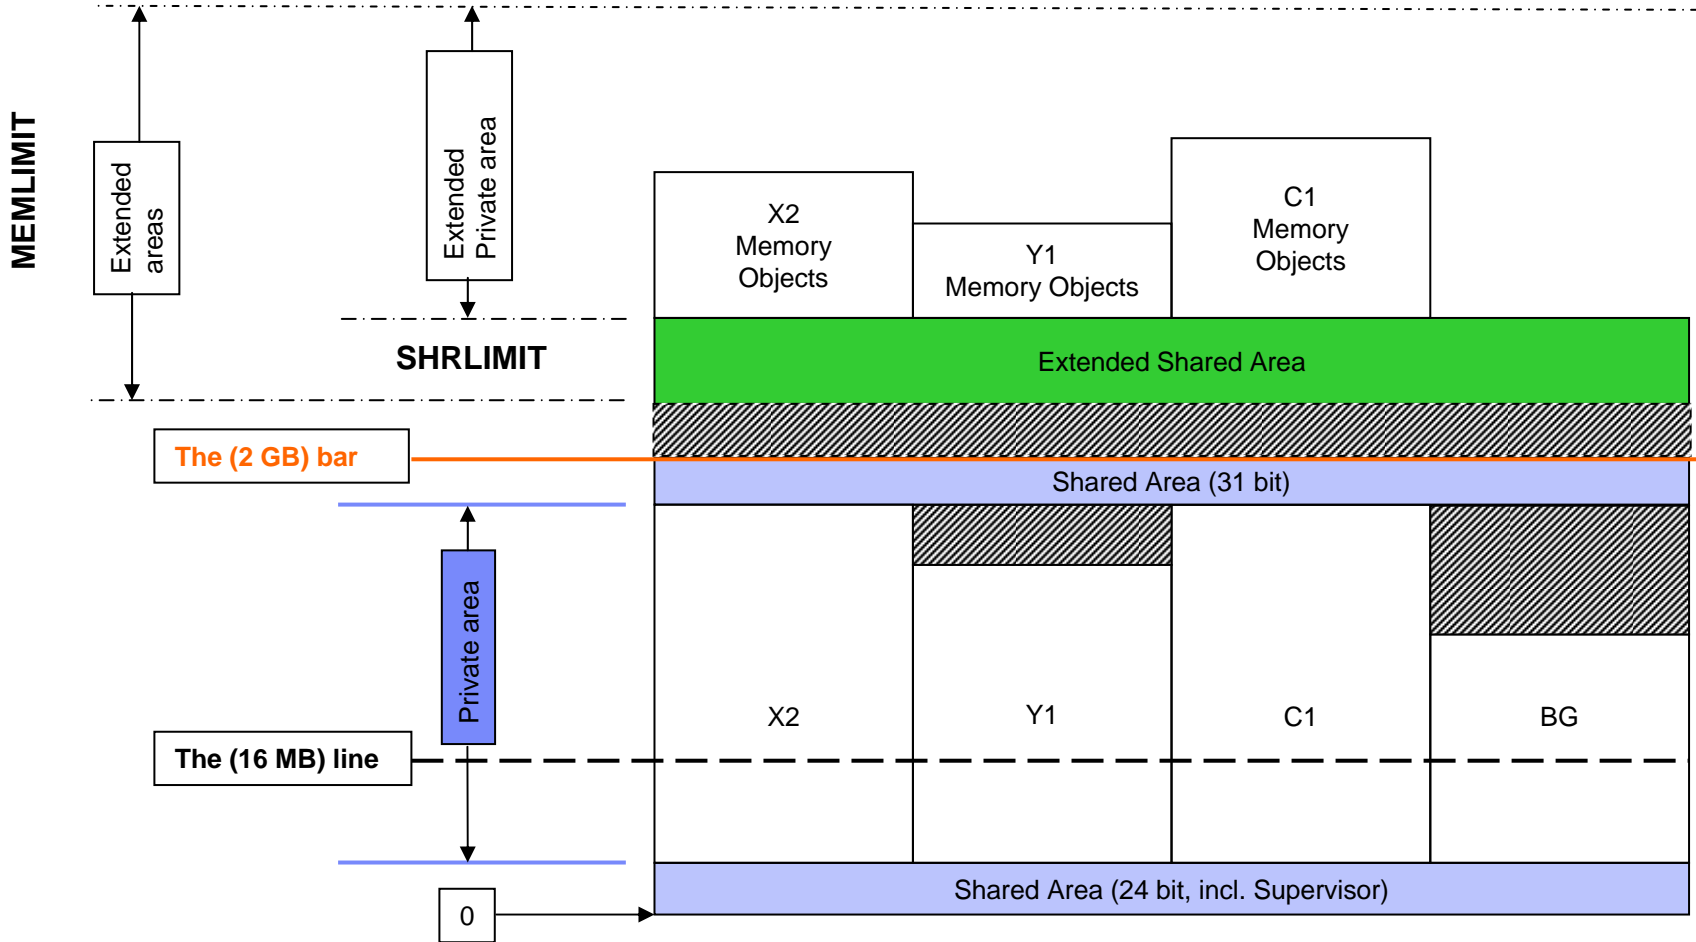 MEMLIMIT
Extended
areas
Extended
Private area
X2
Memory
Objects
Y1
Memory Objects
C1
Memory
Objects
SHRLIMIT
Extended Shared Area
The (2 GB) bar
Shared Area (31 bit)
Private area
X2
Y1
C1
BG
The (16 MB) line
Shared Area (24 bit, incl. Supervisor)
0